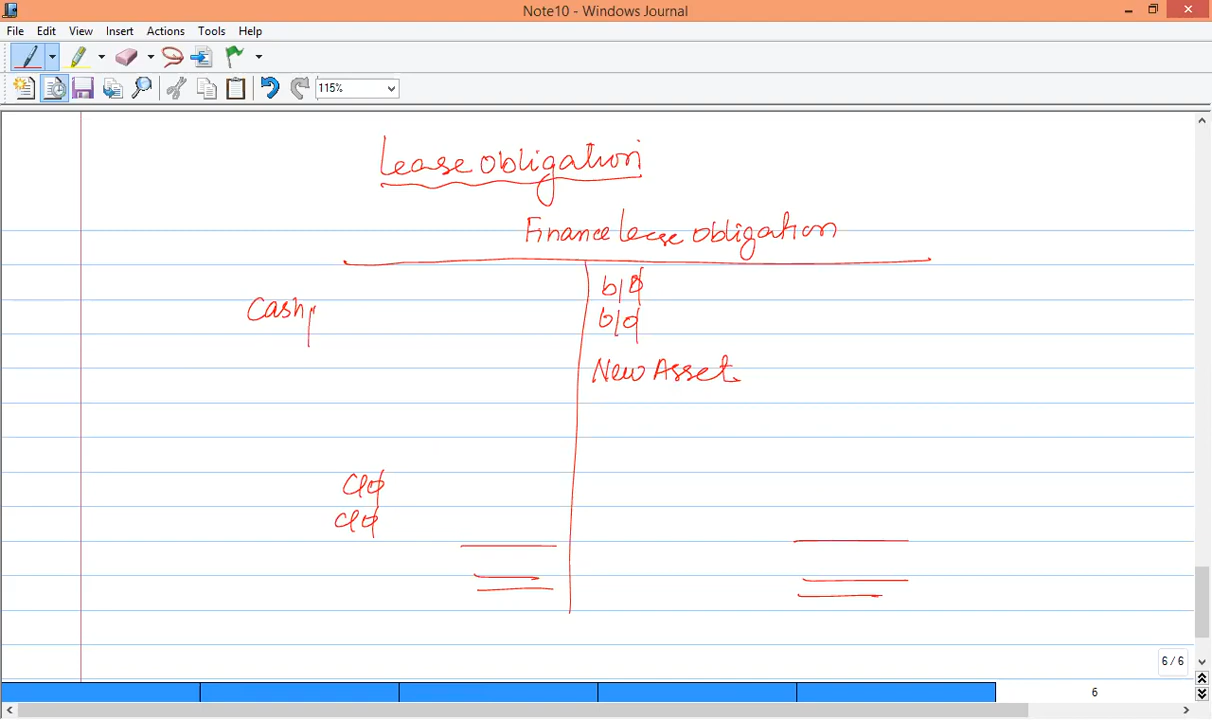 Note10 - Windows Journal
File Edit View Insert Actions Tools Help
115%
Lease obligation
Finance lease obligation
b/d
Cash
b/d
New Asset
c/d
c/d
6 / 6
6